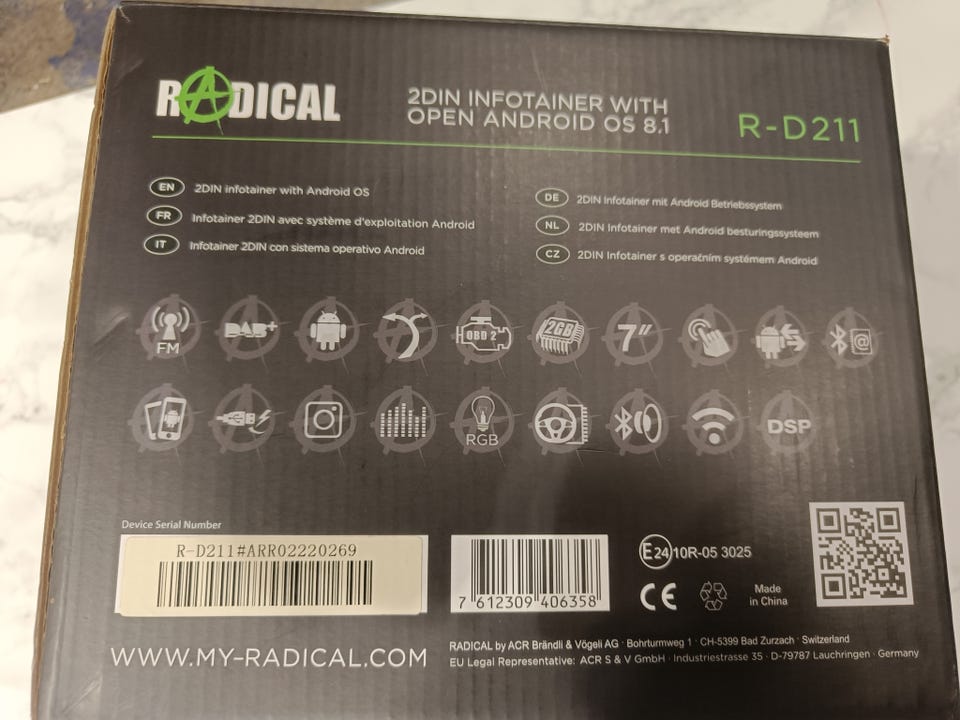 RADICAL
2DIN INFOTAINER WITH
OPEN ANDROID OS 8.1
R-D211
EN 2DIN infotainer with Android OS
FR Infotainer 2DIN avec système d'exploitation Android
IT Infotainer 2DIN con sistema operativo Android
DE 2DIN Infotainer mit Android Betriebssystem
NL 2DIN Infotainer met Android besturingssysteem
CZ 2DIN Infotainer s operačním systémem Android
FM
DAB+
OBD 2
2GB
7"
@
RGB
DSP
Device Serial Number
R-D211#ARR02220269
7 612309 406358
E24 10R-05 3025
CE
Made
in China
WWW.MY-RADICAL.COM
RADICAL by ACR Brändli & Vögeli AG · Bohrturmweg 1 · CH-5399 Bad Zurzach · Switzerland
EU Legal Representative: ACR S & V GmbH · Industriestrasse 35 · D-79787 Lauchringen · Germany